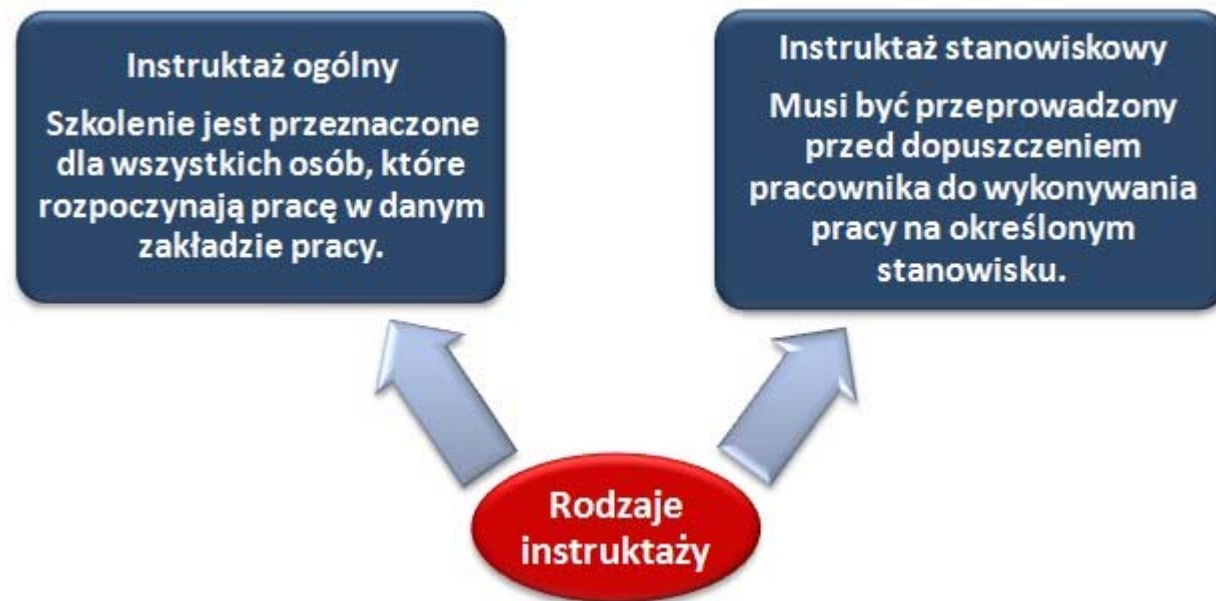 Instruktaż ogólny
Szkolenie jest przeznaczone
dla wszystkich osób, które
rozpoczynają pracę w danym
zakładzie pracy.
Instruktaż stanowiskowy
Musi być przeprowadzony
przed dopuszczeniem
pracownika do wykonywania
pracy na określonym
stanowisku.
Rodzaje
instruktaży